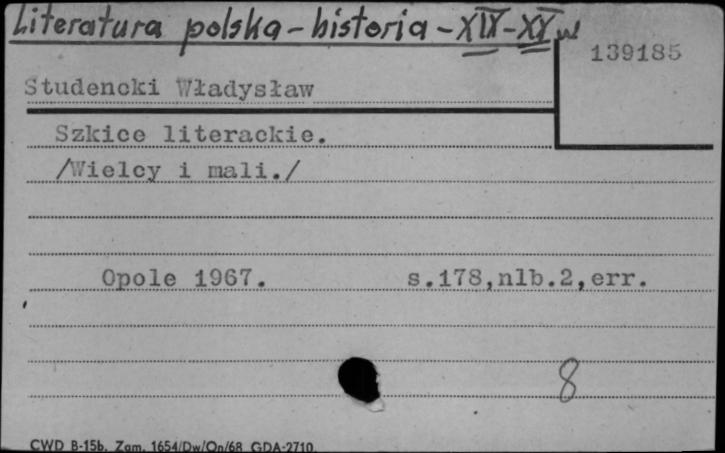 Literatura polska - historia - XIX-XX w
139185
Studencki Władysław
Szkice literackie.
/Wielcy i mali./
Opole 1967. s.178,nlb.2,err.
8
CWD B-15b. Zam. 1654/Dw/On/68 GDA-2710.